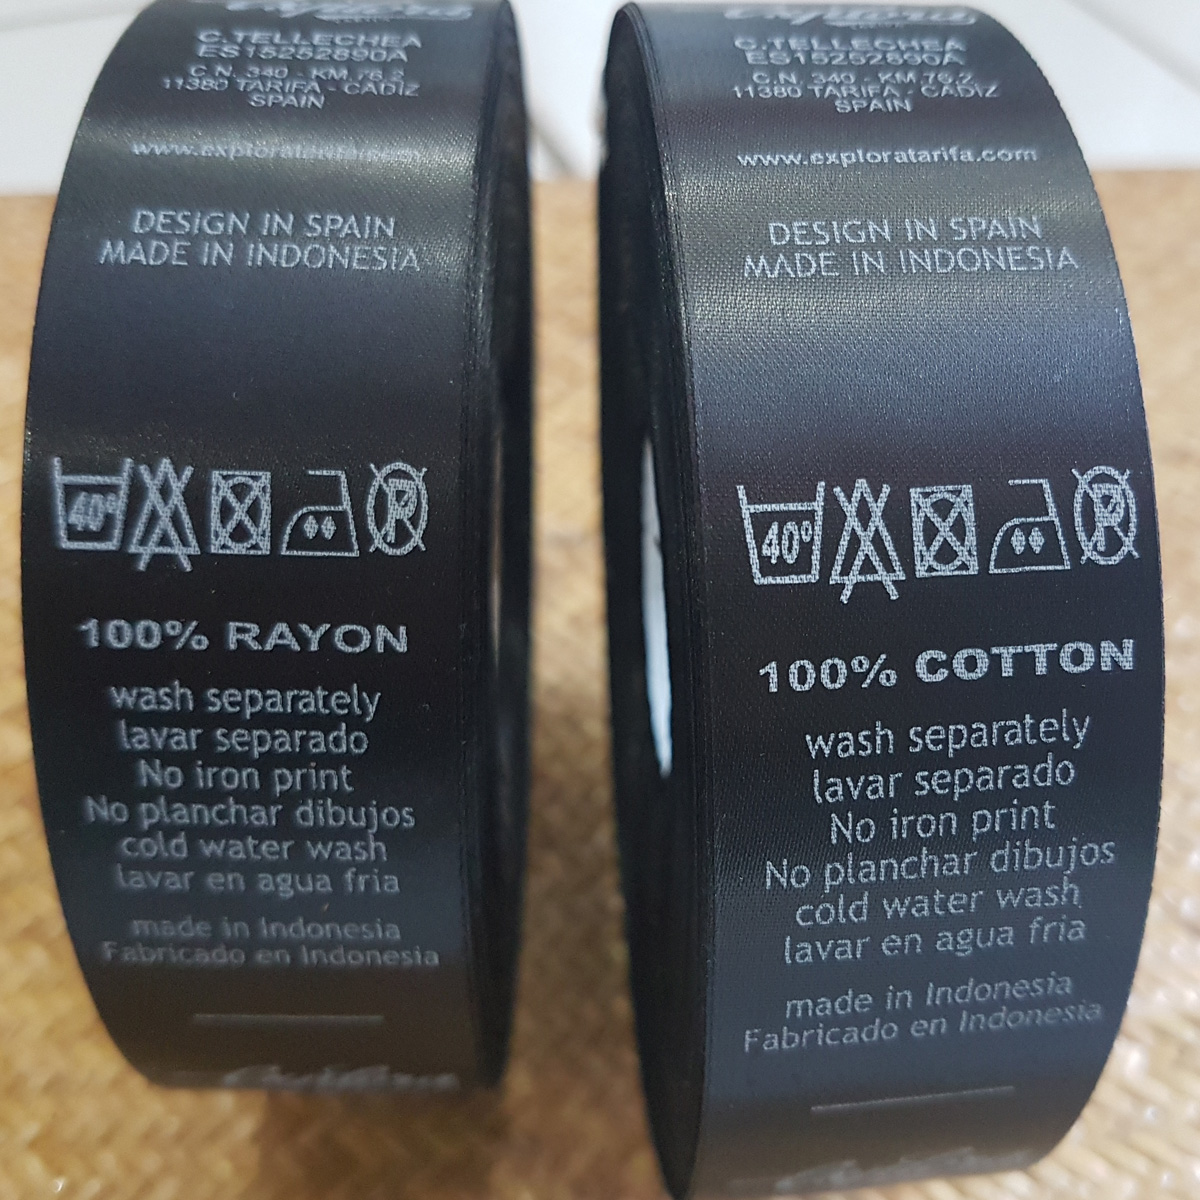 C.TELLECHEA
ES15252890A
C.N. 340 - KM.76.2
11380 TARIFA - CADIZ
SPAIN
www.exploratarifa.com
DESIGN IN SPAIN
MADE IN INDONESIA
40°
P
100% RAYON
wash separately
lavar separado
No iron print
No planchar dibujos
cold water wash
lavar en agua fria
made in Indonesia
Fabricado en Indonesia
C.TELLECHEA
ES15252890A
C.N. 340 - KM.76.2
11380 TARIFA - CADIZ
SPAIN
www.exploratarifa.com
DESIGN IN SPAIN
MADE IN INDONESIA
40°
P
100% COTTON
wash separately
lavar separado
No iron print
No planchar dibujos
cold water wash
lavar en agua fria
made in Indonesia
Fabricado en Indonesia